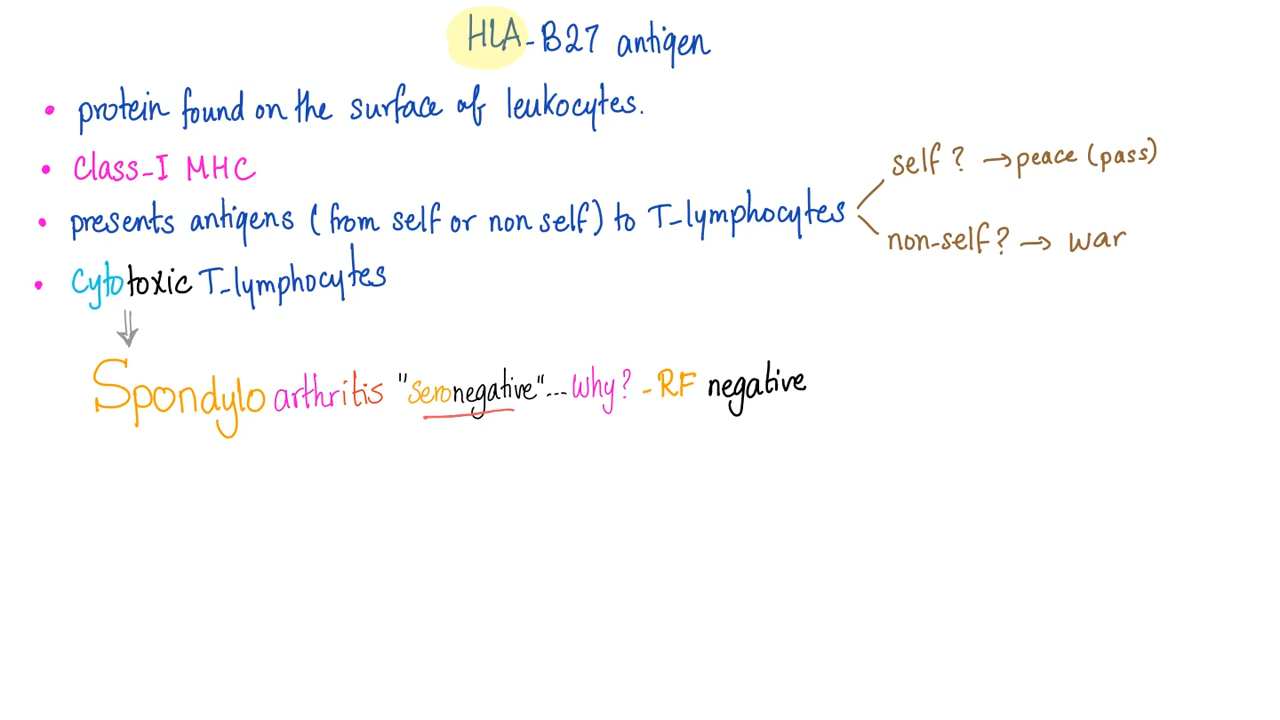 HLA-B27 antigen
• protein found on the surface of leukocytes.
• Class-I MHC
• presents antigens (from self or non self) to T-lymphocytes
self? → peace (pass)
non-self? → war
• Cytotoxic T-lymphocytes
⇓
Spondyloarthritis "seronegative"... Why? - RF negative